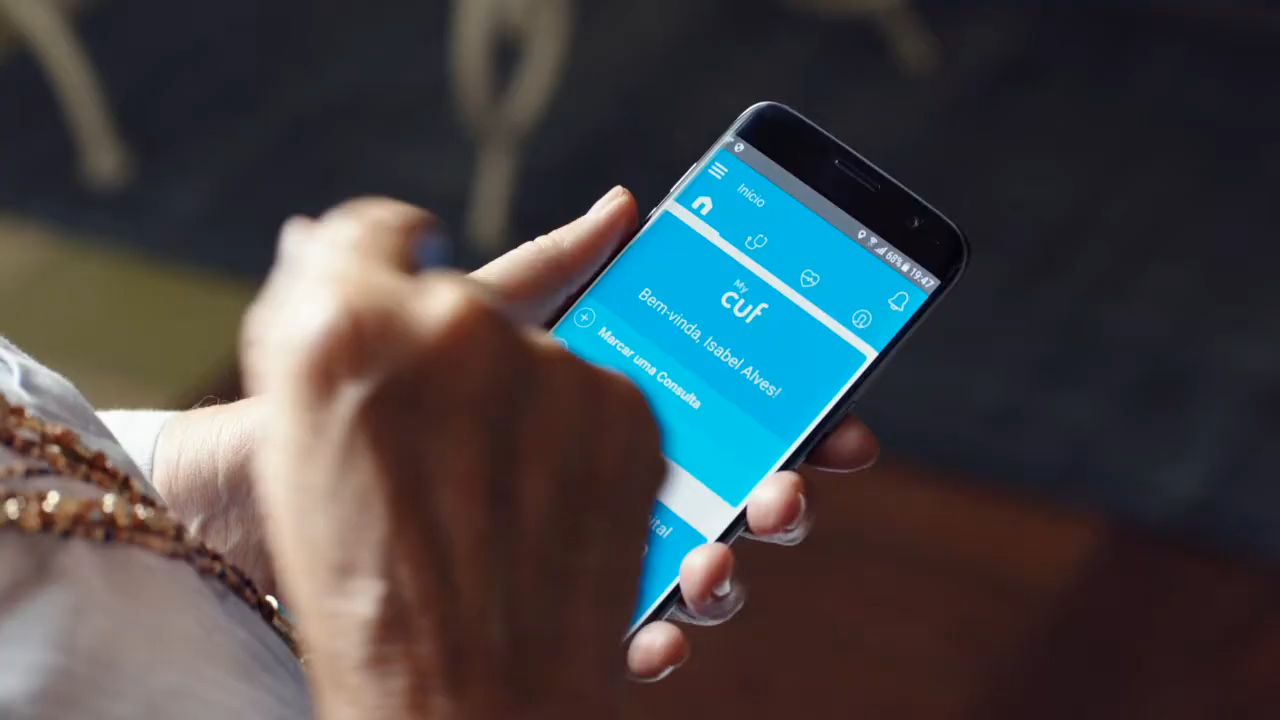 68% 19:47
Início
My
cuf
Bem-vinda, Isabel Alves!
Marcar uma Consulta